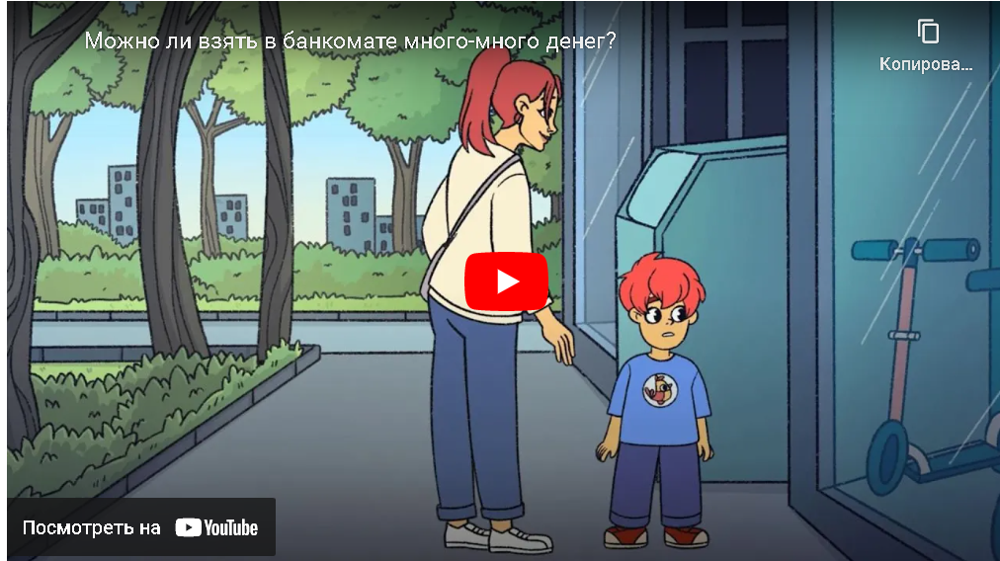 Можно ли взять в банкомате много-много денег?
Копирова...
Посмотреть на YouTube